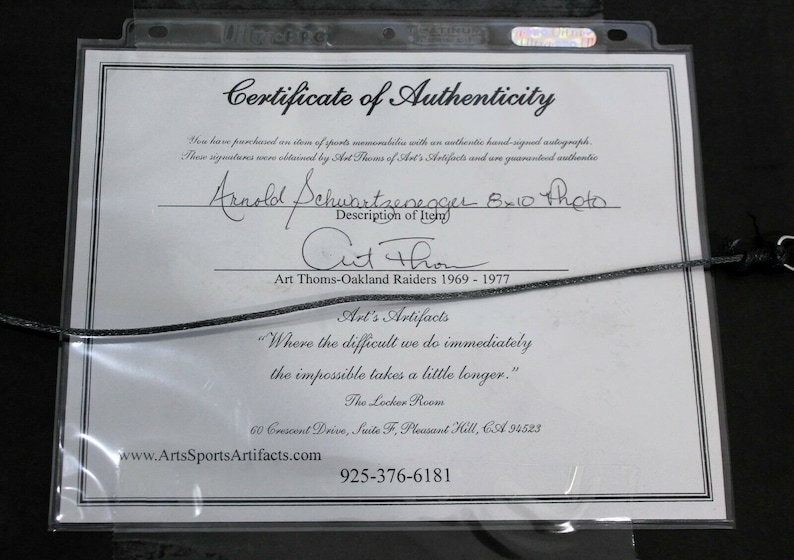 Certificate of Authenticity
You have purchased an item of sports memorabilia with an authentic hand-signed autograph.
These signatures were obtained by Art Thoms of Art's Artifacts and are guaranteed authentic
Arnold Schwartzenegger 8x10 Photo
Description of Item
Art Thoms
Art Thoms-Oakland Raiders 1969 - 1977
Art's Artifacts
"Where the difficult we do immediately
the impossible takes a little longer."
The Locker Room
60 Crescent Drive, Suite F, Pleasant Hill, CA 94523
www.ArtsSportsArtifacts.com
925-376-6181